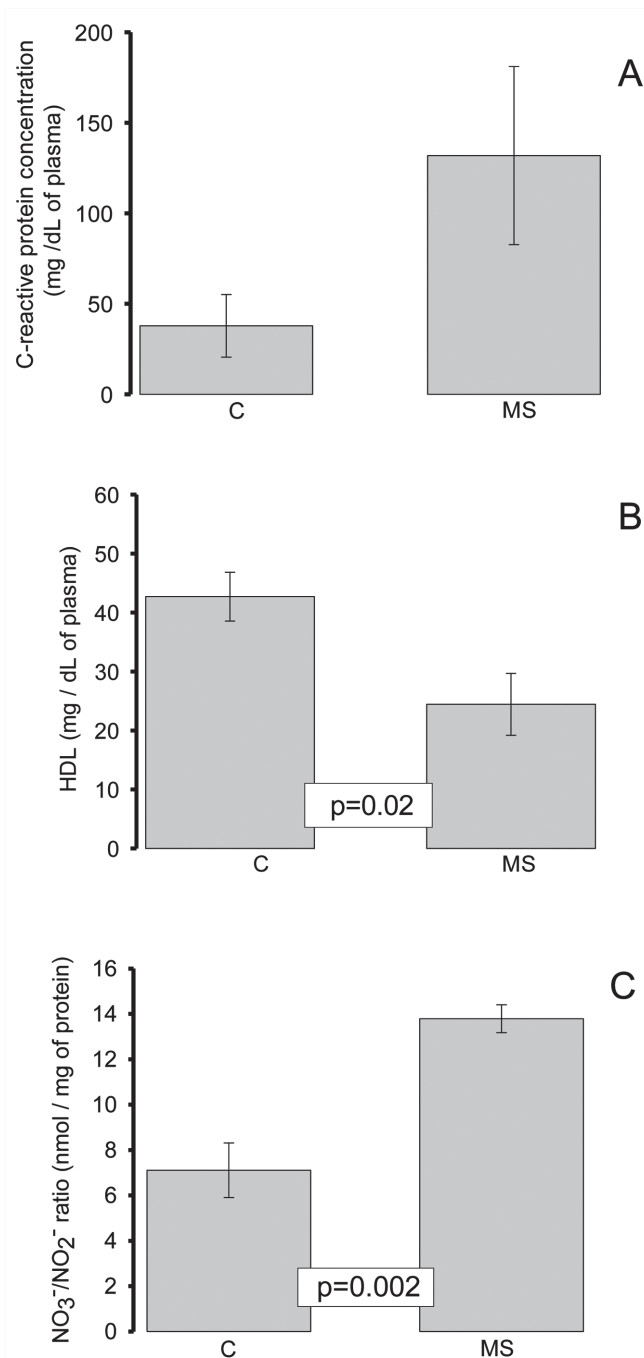 A
C-reactive protein concentration
(mg /dL of plasma)
200
150
100
50
0
C
MS
B
HDL (mg / dL of plasma)
60
50
40
30
20
10
0
p=0.02
C
MS
C
NO₃⁻/NO₂⁻ ratio (nmol / mg of protein)
16
14
12
10
8
6
4
2
0
p=0.002
C
MS